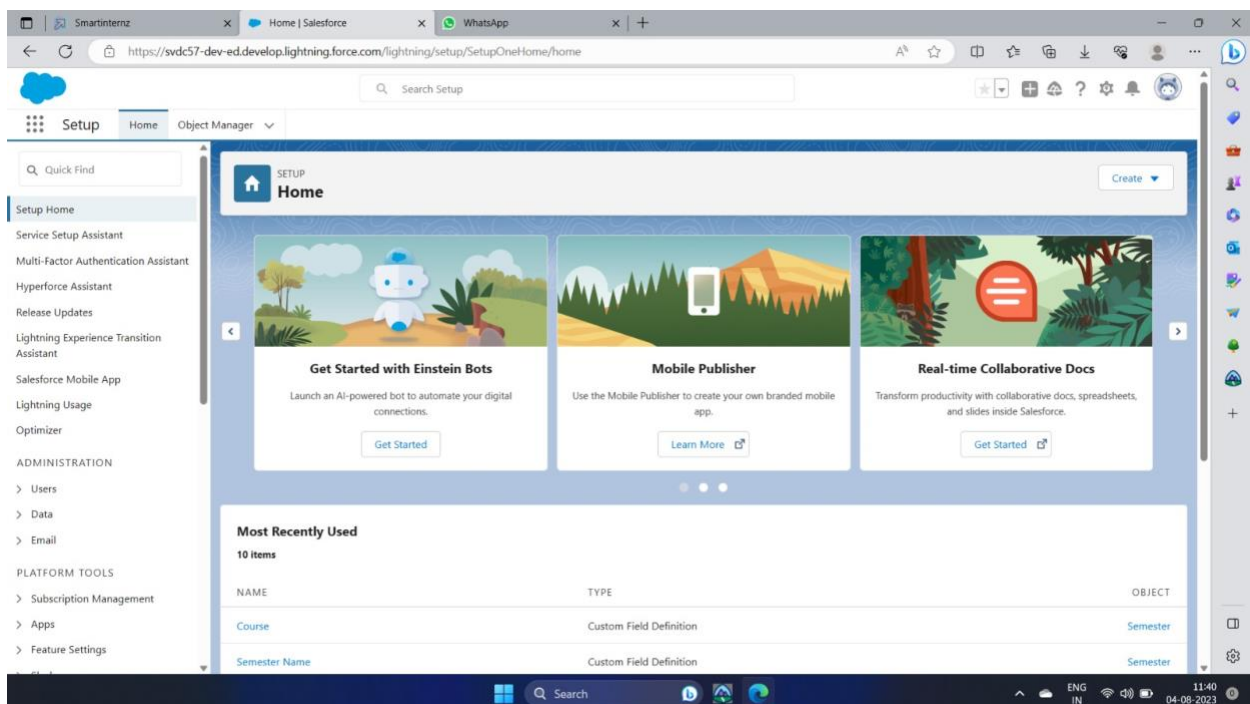 Smartinternz
Home | Salesforce
WhatsApp
https://svdc57-dev-ed.develop.lightning.force.com/lightning/setup/SetupOneHome/home
Search Setup
Setup
Home
Object Manager
Quick Find
Setup Home
Service Setup Assistant
Multi-Factor Authentication Assistant
Hyperforce Assistant
Release Updates
Lightning Experience Transition
Assistant
Salesforce Mobile App
Lightning Usage
Optimizer
ADMINISTRATION
Users
Data
Email
PLATFORM TOOLS
Subscription Management
Apps
Feature Settings
SETUP
Home
Create
Get Started with Einstein Bots
Launch an AI-powered bot to automate your digital
connections.
Get Started
Mobile Publisher
Use the Mobile Publisher to create your own branded mobile
app.
Learn More
Real-time Collaborative Docs
Transform productivity with collaborative docs, spreadsheets,
and slides inside Salesforce.
Get Started
Most Recently Used
10 items
NAME TYPE OBJECT
Course Custom Field Definition Semester
Semester Name Custom Field Definition Semester
Search
ENG
IN
11:40
04-08-2023